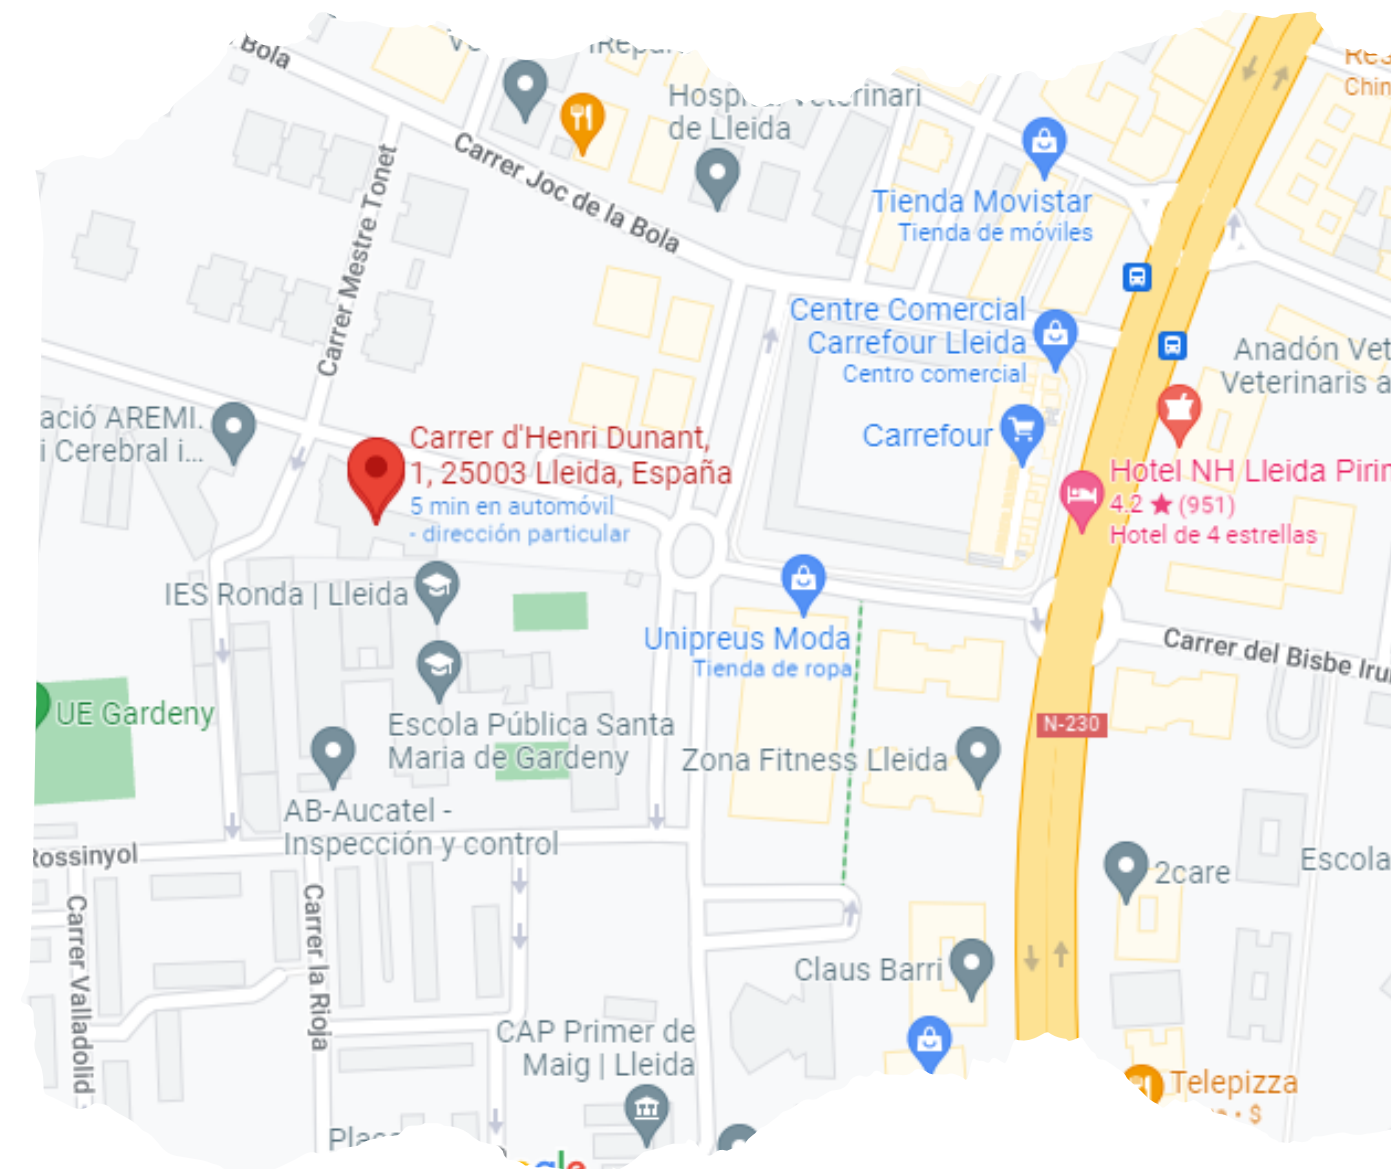 Bola
Hospital Veterinari
de Lleida
Carrer Joc de la Bola
Carrer Mestre Tonet
Tienda Movistar
Tienda de móviles
Centre Comercial
Carrefour Lleida
Centro comercial
Carrefour
Anadón Vet
Veterinaris a
ació AREMI.
i Cerebral i...
Carrer d'Henri Dunant,
1, 25003 Lleida, España
5 min en automóvil
- dirección particular
Hotel NH Lleida Pirin
4.2 ★ (951)
Hotel de 4 estrellas
IES Ronda | Lleida
Unipreus Moda
Tienda de ropa
Carrer del Bisbe Iru
UE Gardeny
Escola Pública Santa
Maria de Gardeny
N-230
Zona Fitness Lleida
AB-Aucatel -
Inspección y control
Rossinyol
2care
Escola
Carrer Valladolid
Carrer la Rioja
Claus Barri
CAP Primer de
Maig | Lleida
Telepizza
$